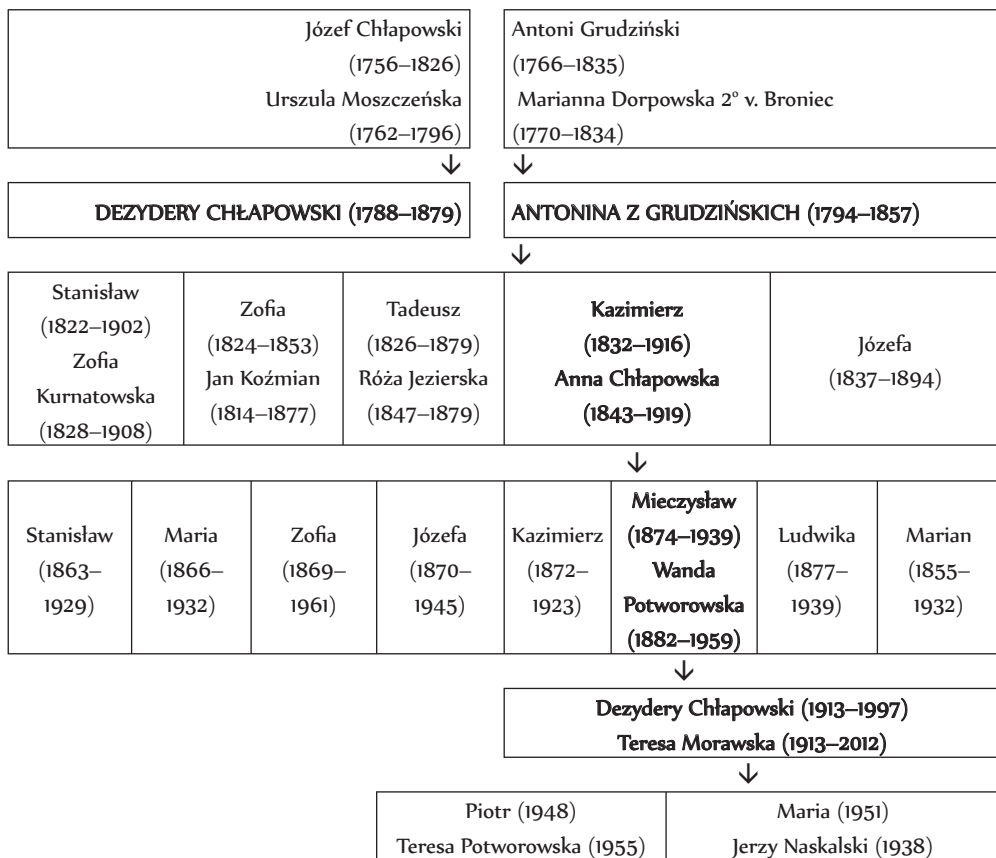 Józef Chłapowski
(1756–1826)
Urszula Moszczeńska
(1762–1796)
Antoni Grudziński
(1766–1835)
Marianna Dorpowska 2° v. Broniec
(1770–1834)
DEZYDERY CHŁAPOWSKI (1788–1879)
ANTONINA Z GRUDZIŃSKICH (1794–1857)
Stanisław
(1822–1902)
Zofia
Kurnatowska
(1828–1908)
Zofia
(1824–1853)
Jan Koźmian
(1814–1877)
Tadeusz
(1826–1879)
Róża Jezierska
(1847–1879)
Kazimierz
(1832–1916)
Anna Chłapowska
(1843–1919)
Józefa
(1837–1894)
Stanisław
(1863–
1929)
Maria
(1866–
1932)
Zofia
(1869–
1961)
Józefa
(1870–
1945)
Kazimierz
(1872–
1923)
Mieczysław
(1874–1939)
Wanda
Potworowska
(1882–1959)
Ludwika
(1877–
1939)
Marian
(1855–
1932)
Dezydery Chłapowski (1913–1997)
Teresa Morawska (1913–2012)
Piotr (1948)
Teresa Potworowska (1955)
Maria (1951)
Jerzy Naskalski (1938)